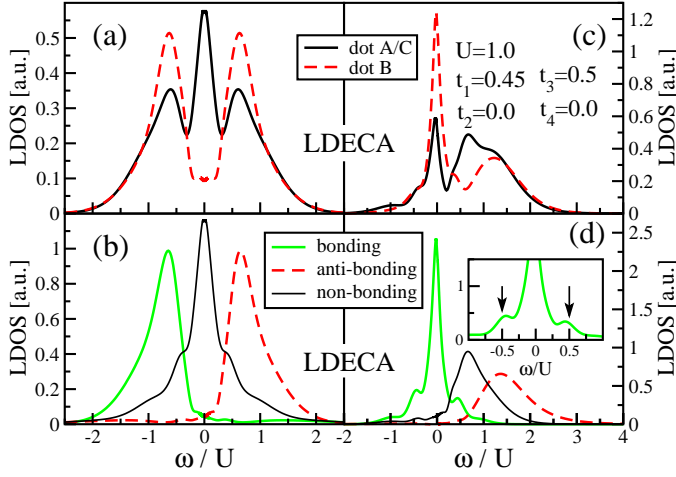 (a)
LDOS [a.u.]
0.5
0.4
0.3
0.2
0.1
0
dot A/C
dot B
(c)
U=1.0
t1=0.45 t3=0.5
t2=0.0 t4=0.0
LDOS [a.u.]
1.2
1
0.8
0.6
0.4
0.2
0
LDECA
(b)
LDOS [a.u.]
1
0.8
0.6
0.4
0.2
0
bonding
anti-bonding
non-bonding
(d)
LDOS [a.u.]
2.5
2
1.5
1
0.5
0
1
0
-0.5 0 0.5
ω/U
LDECA
-2 -1 0 1 2
ω / U
-2 -1 0 1 2 3 4
ω / U